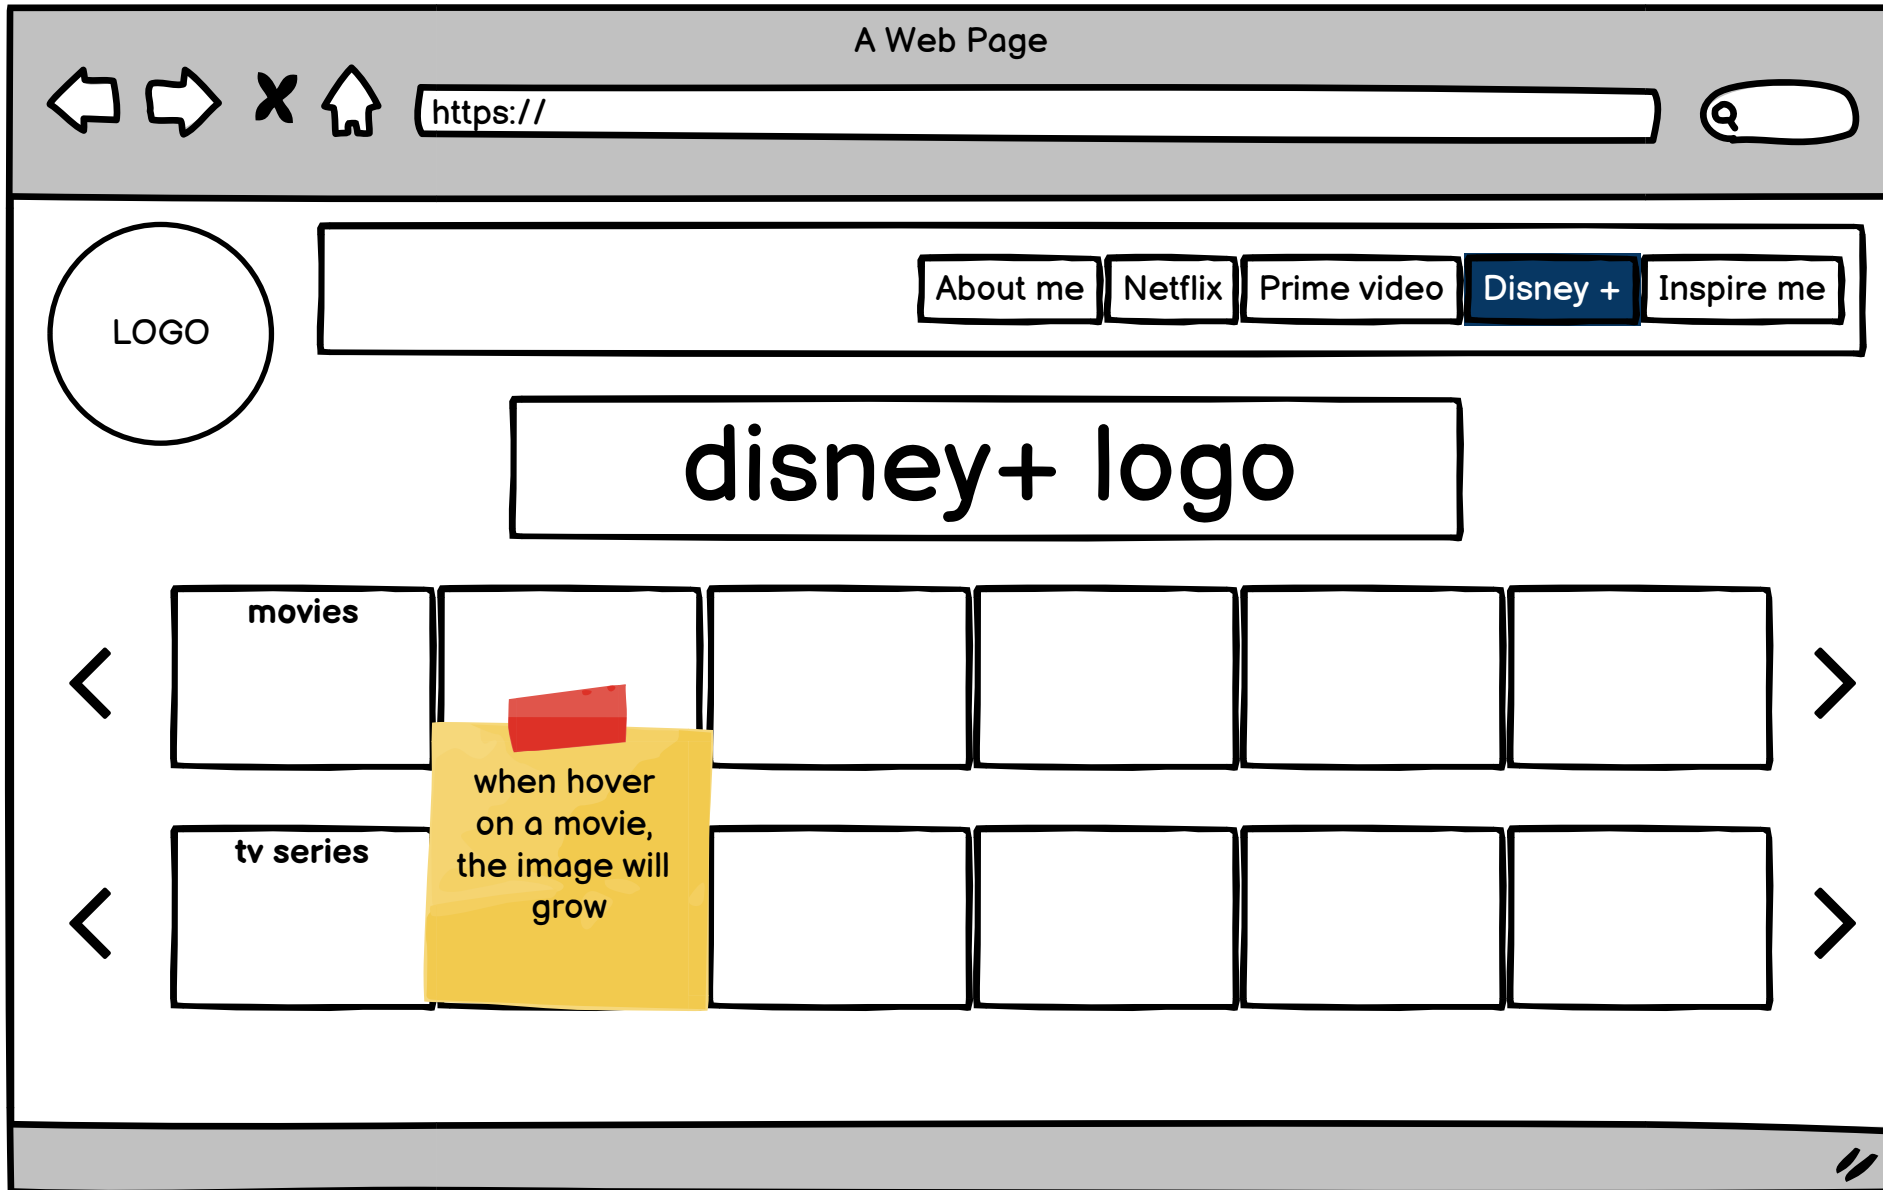 A Web Page
https://
LOGO
About me
Netflix
Prime video
Disney +
Inspire me
disney+ logo
movies
when hover
on a movie,
the image will
grow
tv series